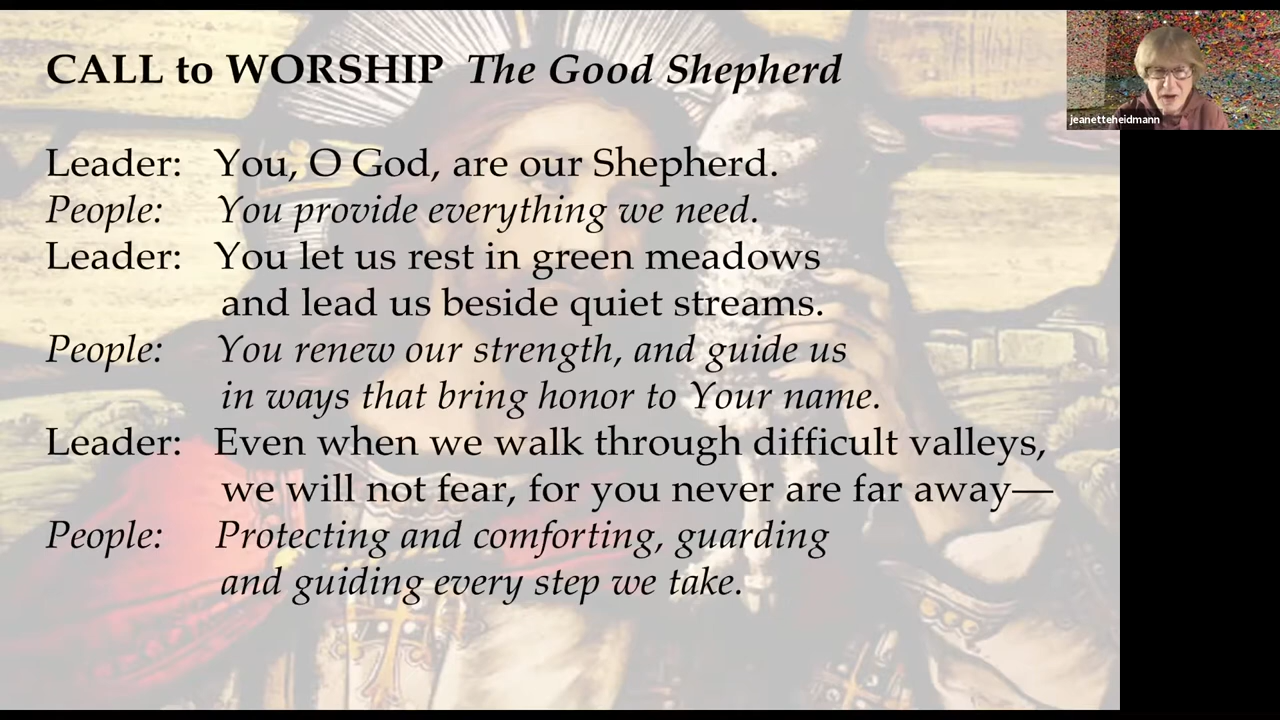 CALL to WORSHIP The Good Shepherd
jeanetteheidmann
Leader: You, O God, are our Shepherd.
People: You provide everything we need.
Leader: You let us rest in green meadows
and lead us beside quiet streams.
People: You renew our strength, and guide us
in ways that bring honor to Your name.
Leader: Even when we walk through difficult valleys,
we will not fear, for you never are far away—
People: Protecting and comforting, guarding
and guiding every step we take.